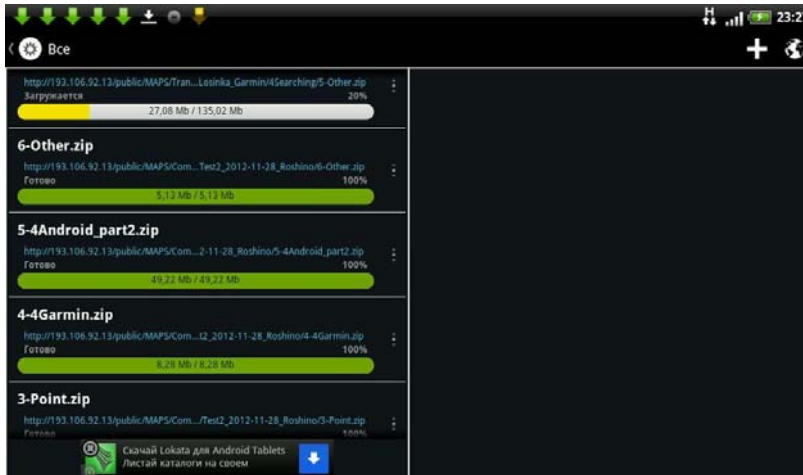 H
23:2
Все
http://193.106.92.13/public/MAPS/Tran...Losinka_Garmin/4Searching/5-Other.zip
Загружается 20%
27,08 Mb / 135,02 Mb
6-Other.zip
http://193.106.92.13/public/MAPS/Com...Test2_2012-11-28_Roshino/6-Other.zip
Готово 100%
5,13 Mb / 5,13 Mb
5-4Android_part2.zip
http://193.106.92.13/public/MAPS/Com...2-11-28_Roshino/5-4Android_part2.zip
Готово 100%
49,22 Mb / 49,22 Mb
4-4Garmin.zip
http://193.106.92.13/public/MAPS/Com...t2_2012-11-28_Roshino/4-4Garmin.zip
Готово 100%
8,28 Mb / 8,28 Mb
3-Point.zip
http://193.106.92.13/public/MAPS/Com.../Test2_2012-11-28_Roshino/3-Point.zip
Готово 100%
Скачай Lokata для Android Tablets
Листай каталоги на своем